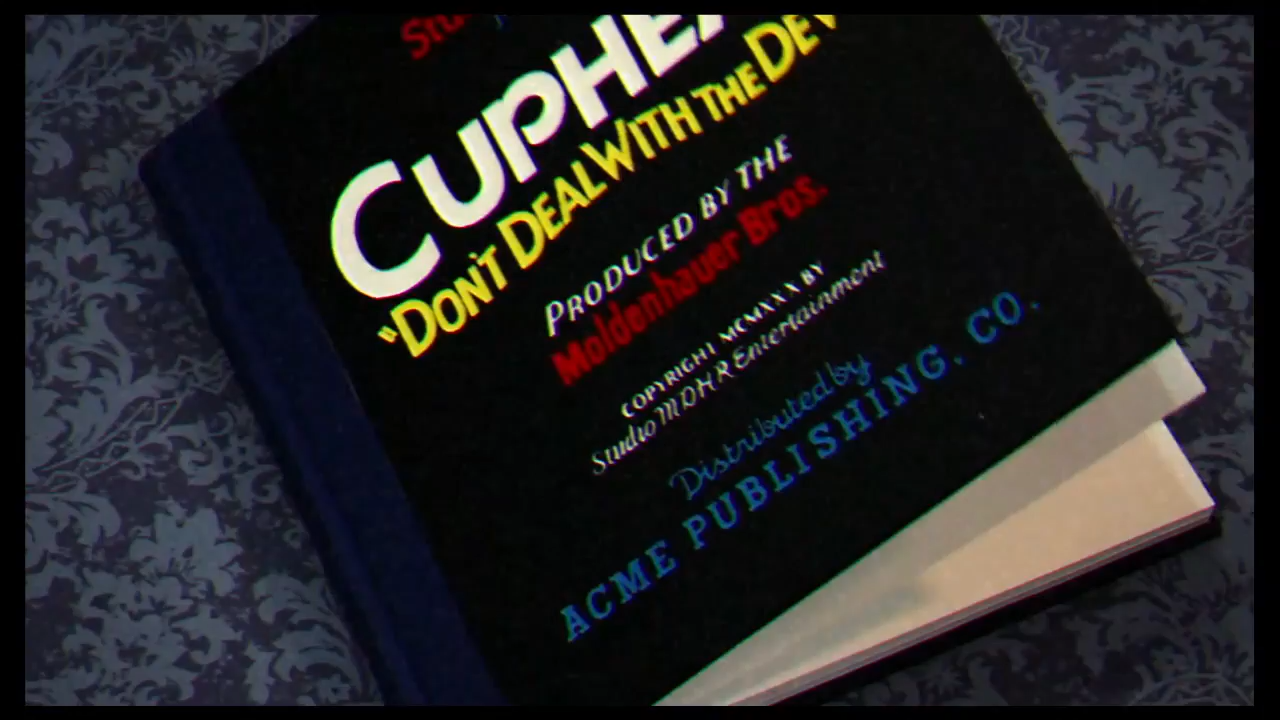 CUPHEA
"DON'T DEAL WITH THE DEV
PRODUCED BY THE
Moldenhauer Bros.
COPYRIGHT MCMXXX BY
Studio MDHR Entertainment
Distributed by
ACME PUBLISHING. CO.